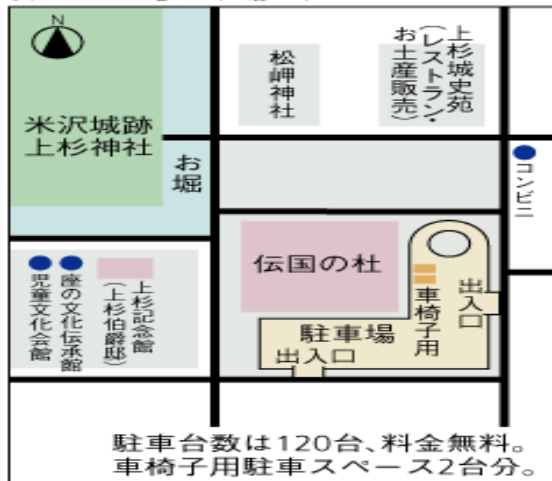 N
米沢城跡
上杉神社
お堀
松岬神社
上杉城史苑
(レストラン・
お土産販売)
コンビニ
伝国の杜
車椅子用
出入口
駐車場
出入口
上杉記念館
(上杉伯爵邸)
座の文化伝承館
児童文化会館
駐車台数は120台、料金無料。
車椅子用駐車スペース2台分。